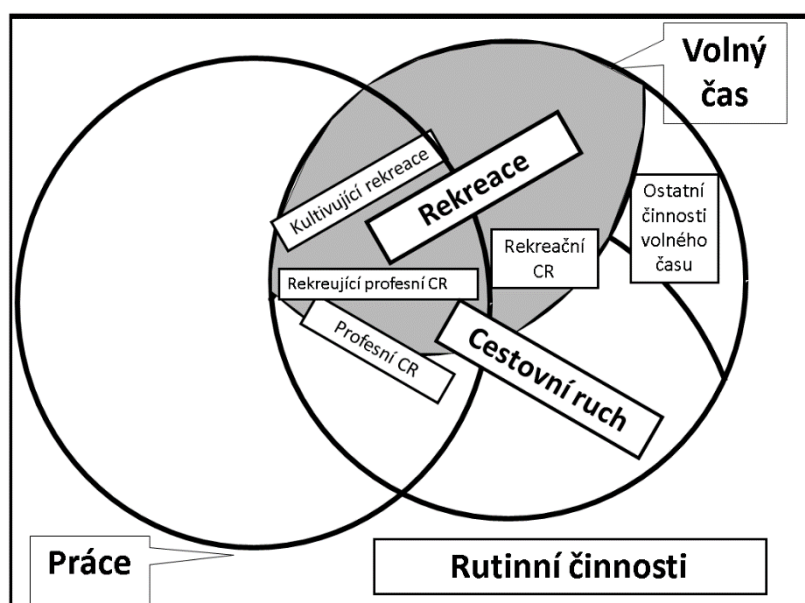 Volný
čas
Kultivující rekreace
Rekreace
Ostatní
činnosti
volného
času
Rekreační
CR
Rekreující profesní CR
Profesní CR
Cestovní ruch
Práce
Rutinní činnosti